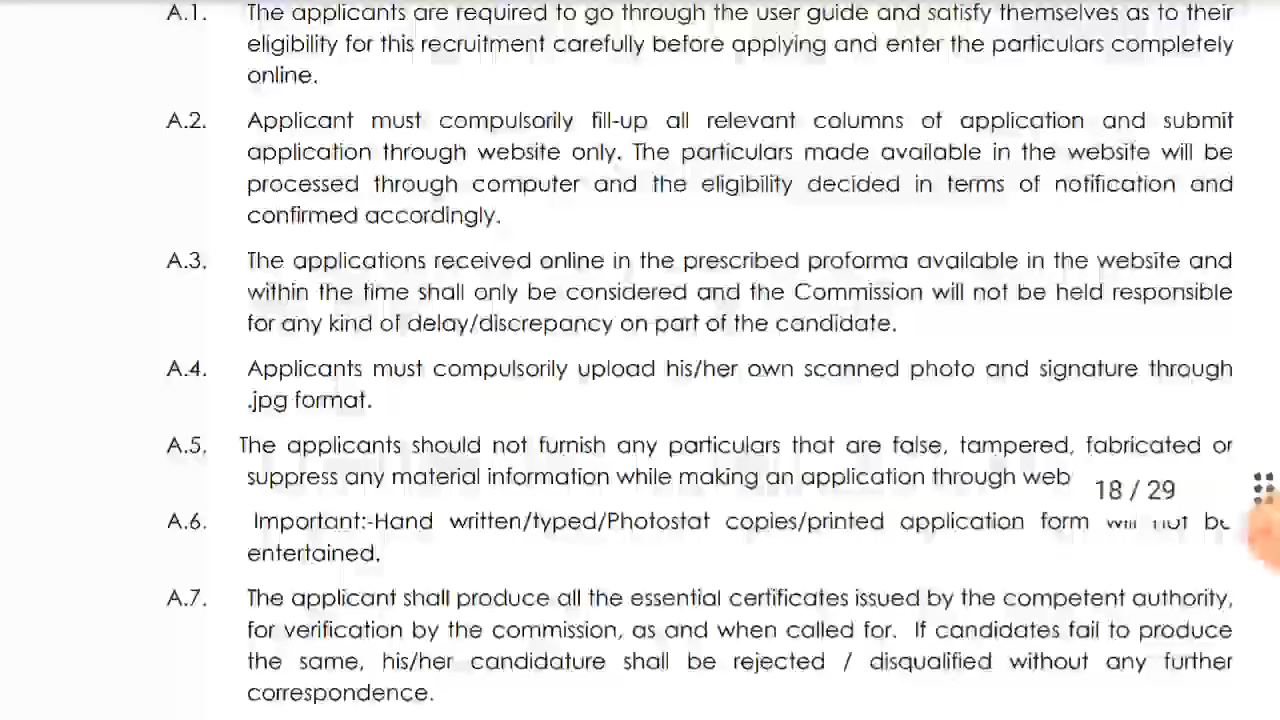 A.1. The applicants are required to go through the user guide and satisfy themselves as to their
eligibility for this recruitment carefully before applying and enter the particulars completely
online.
A.2. Applicant must compulsorily fill-up all relevant columns of application and submit
application through website only. The particulars made available in the website will be
processed through computer and the eligibility decided in terms of notification and
confirmed accordingly.
A.3. The applications received online in the prescribed proforma available in the website and
within the time shall only be considered and the Commission will not be held responsible
for any kind of delay/discrepancy on part of the candidate.
A.4. Applicants must compulsorily upload his/her own scanned photo and signature through
.jpg format.
A.5. The applicants should not furnish any particulars that are false, tampered, fabricated or
suppress any material information while making an application through web
18 / 29
A.6. Important:-Hand written/typed/Photostat copies/printed application form will not be
entertained.
A.7. The applicant shall produce all the essential certificates issued by the competent authority,
for verification by the commission, as and when called for. If candidates fail to produce
the same, his/her candidature shall be rejected / disqualified without any further
correspondence.